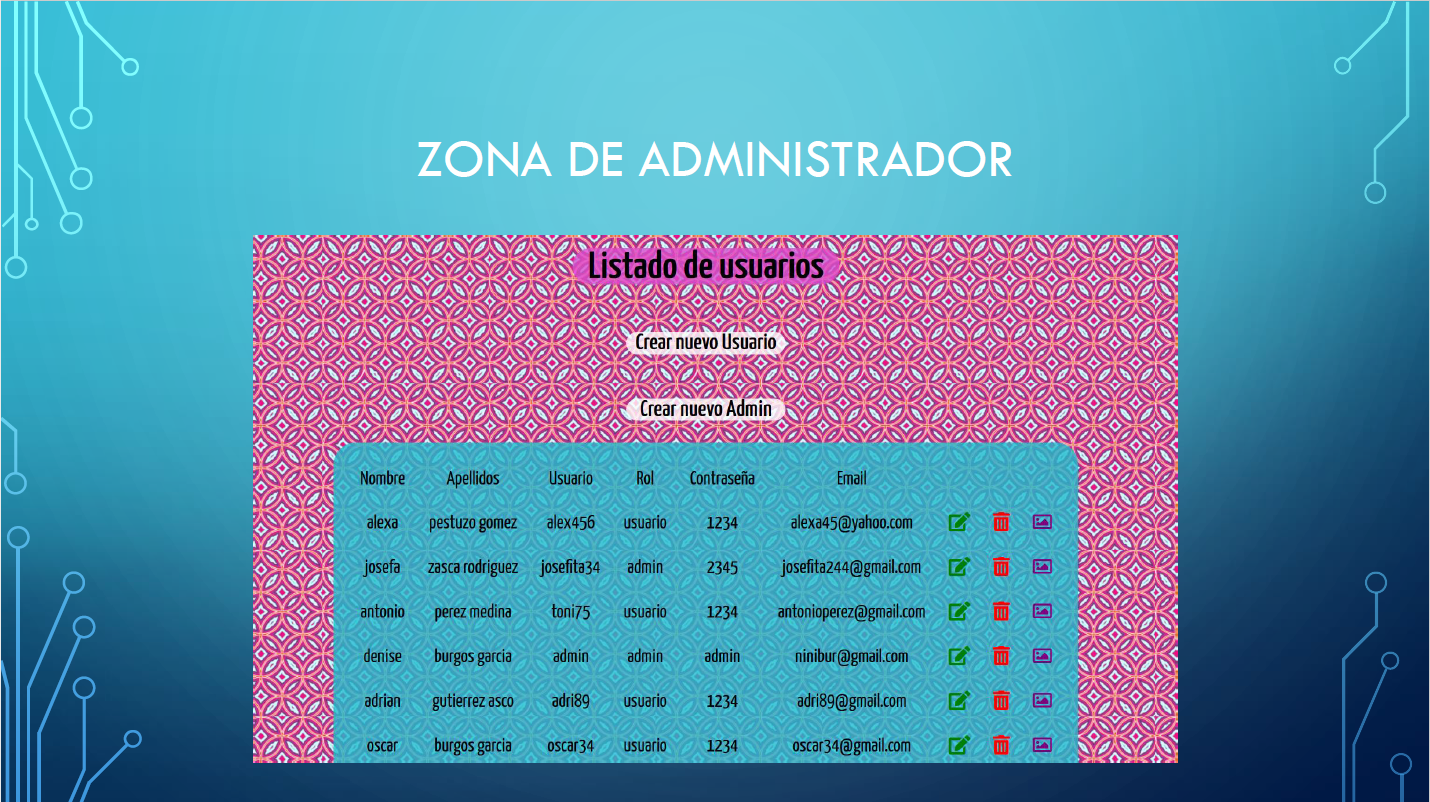 ZONA DE ADMINISTRADOR
Listado de usuarios
Crear nuevo Usuario
Crear nuevo Admin
Nombre Apellidos Usuario Rol Contraseña Email
alexa pestuzo gomez alex456 usuario 1234 alexa45@yahoo.com
josefa zasca rodriguez josefita34 admin 2345 josefita244@gmail.com
antonio perez medina toni75 usuario 1234 antonioperez@gmail.com
denise burgos garcia admin admin admin ninibur@gmail.com
adrian gutierrez asco adri89 usuario 1234 adri89@gmail.com
oscar burgos garcia oscar34 usuario 1234 oscar34@gmail.com